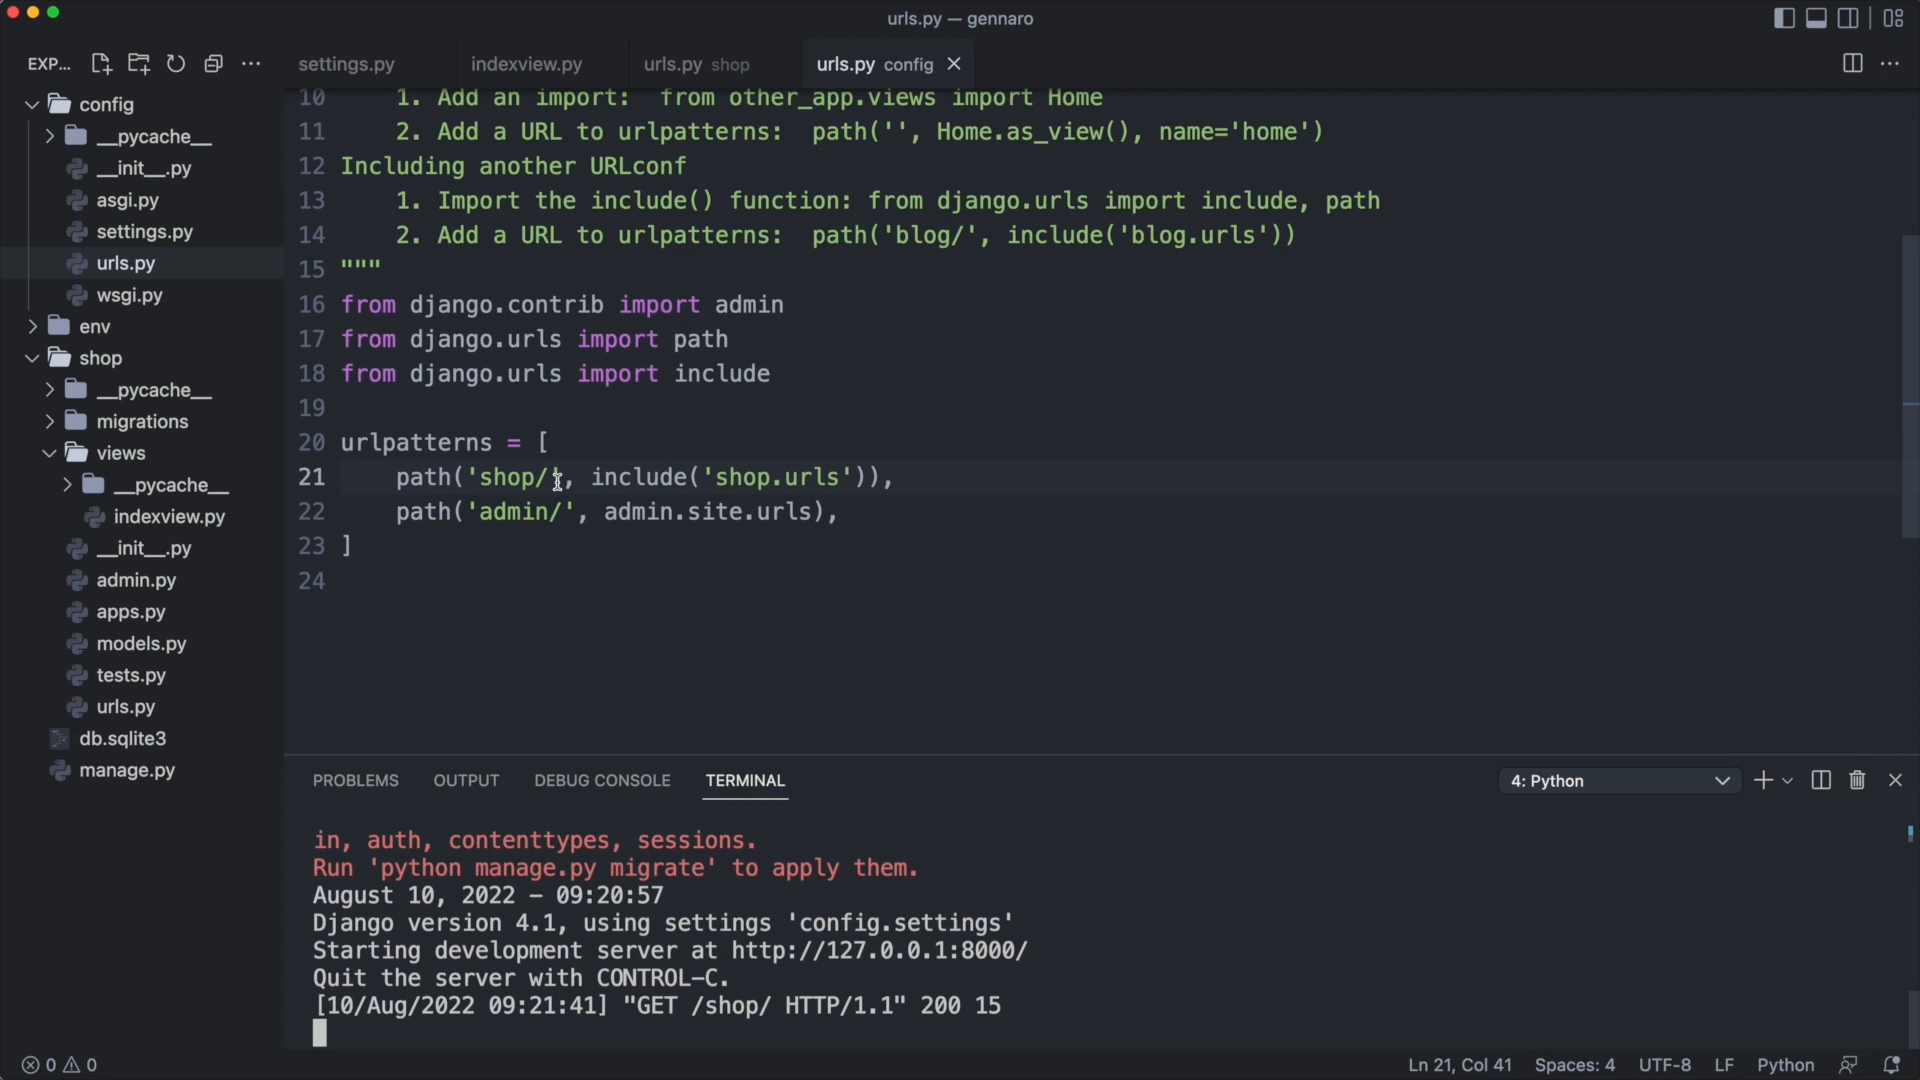 urls.py — gennaro
EXP...
settings.py
indexview.py
urls.py shop
urls.py config
config
__pycache__
__init__.py
asgi.py
settings.py
urls.py
wsgi.py
env
shop
__pycache__
migrations
views
__pycache__
indexview.py
__init__.py
admin.py
apps.py
models.py
tests.py
urls.py
db.sqlite3
manage.py
10     1. Add an import:  from other_app.views import Home
11     2. Add a URL to urlpatterns:  path('', Home.as_view(), name='home')
12 Including another URLconf
13     1. Import the include() function: from django.urls import include, path
14     2. Add a URL to urlpatterns:  path('blog/', include('blog.urls'))
15 """
16 from django.contrib import admin
17 from django.urls import path
18 from django.urls import include
19
20 urlpatterns = [
21     path('shop/', include('shop.urls')),
22     path('admin/', admin.site.urls),
23 ]
24
PROBLEMS OUTPUT DEBUG CONSOLE TERMINAL
4: Python
in, auth, contenttypes, sessions.
Run 'python manage.py migrate' to apply them.
August 10, 2022 – 09:20:57
Django version 4.1, using settings 'config.settings'
Starting development server at http://127.0.0.1:8000/
Quit the server with CONTROL-C.
[10/Aug/2022 09:21:41] "GET /shop/ HTTP/1.1" 200 15
0 0
Ln 21, Col 41 Spaces: 4 UTF-8 LF Python